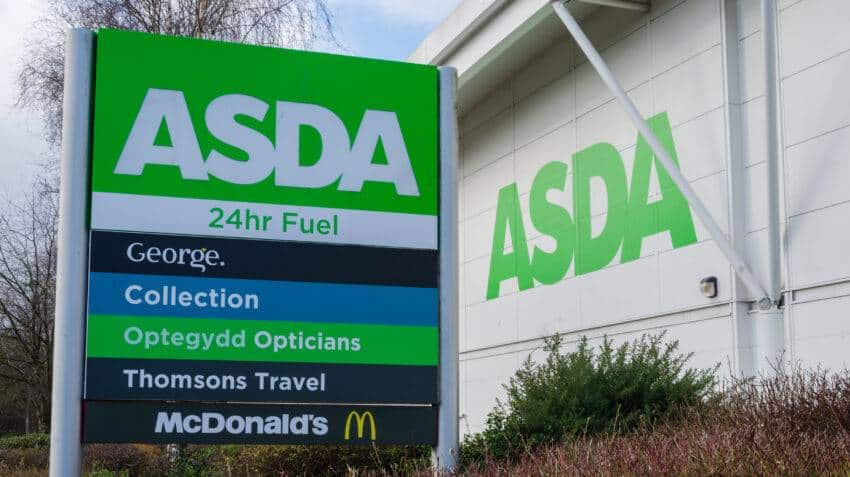 ASDA
24hr Fuel
George.
Collection
Optegydd Opticians
Thomsons Travel
McDonald's
ASDA